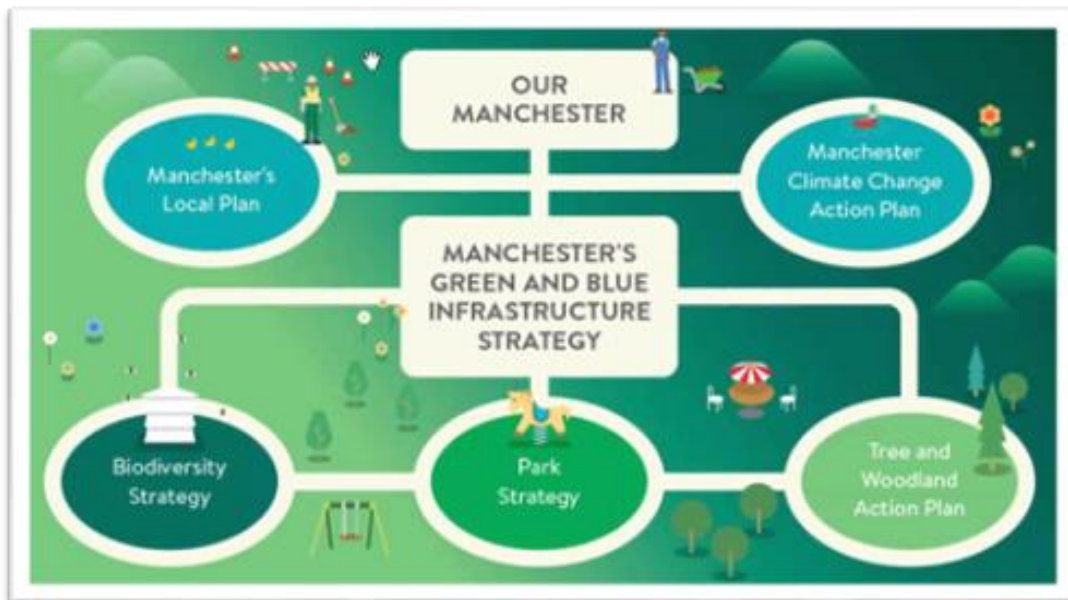 OUR
MANCHESTER
Manchester's
Local Plan
Manchester
Climate Change
Action Plan
MANCHESTER'S
GREEN AND BLUE
INFRASTRUCTURE
STRATEGY
Biodiversity
Strategy
Park
Strategy
Tree and
Woodland
Action Plan